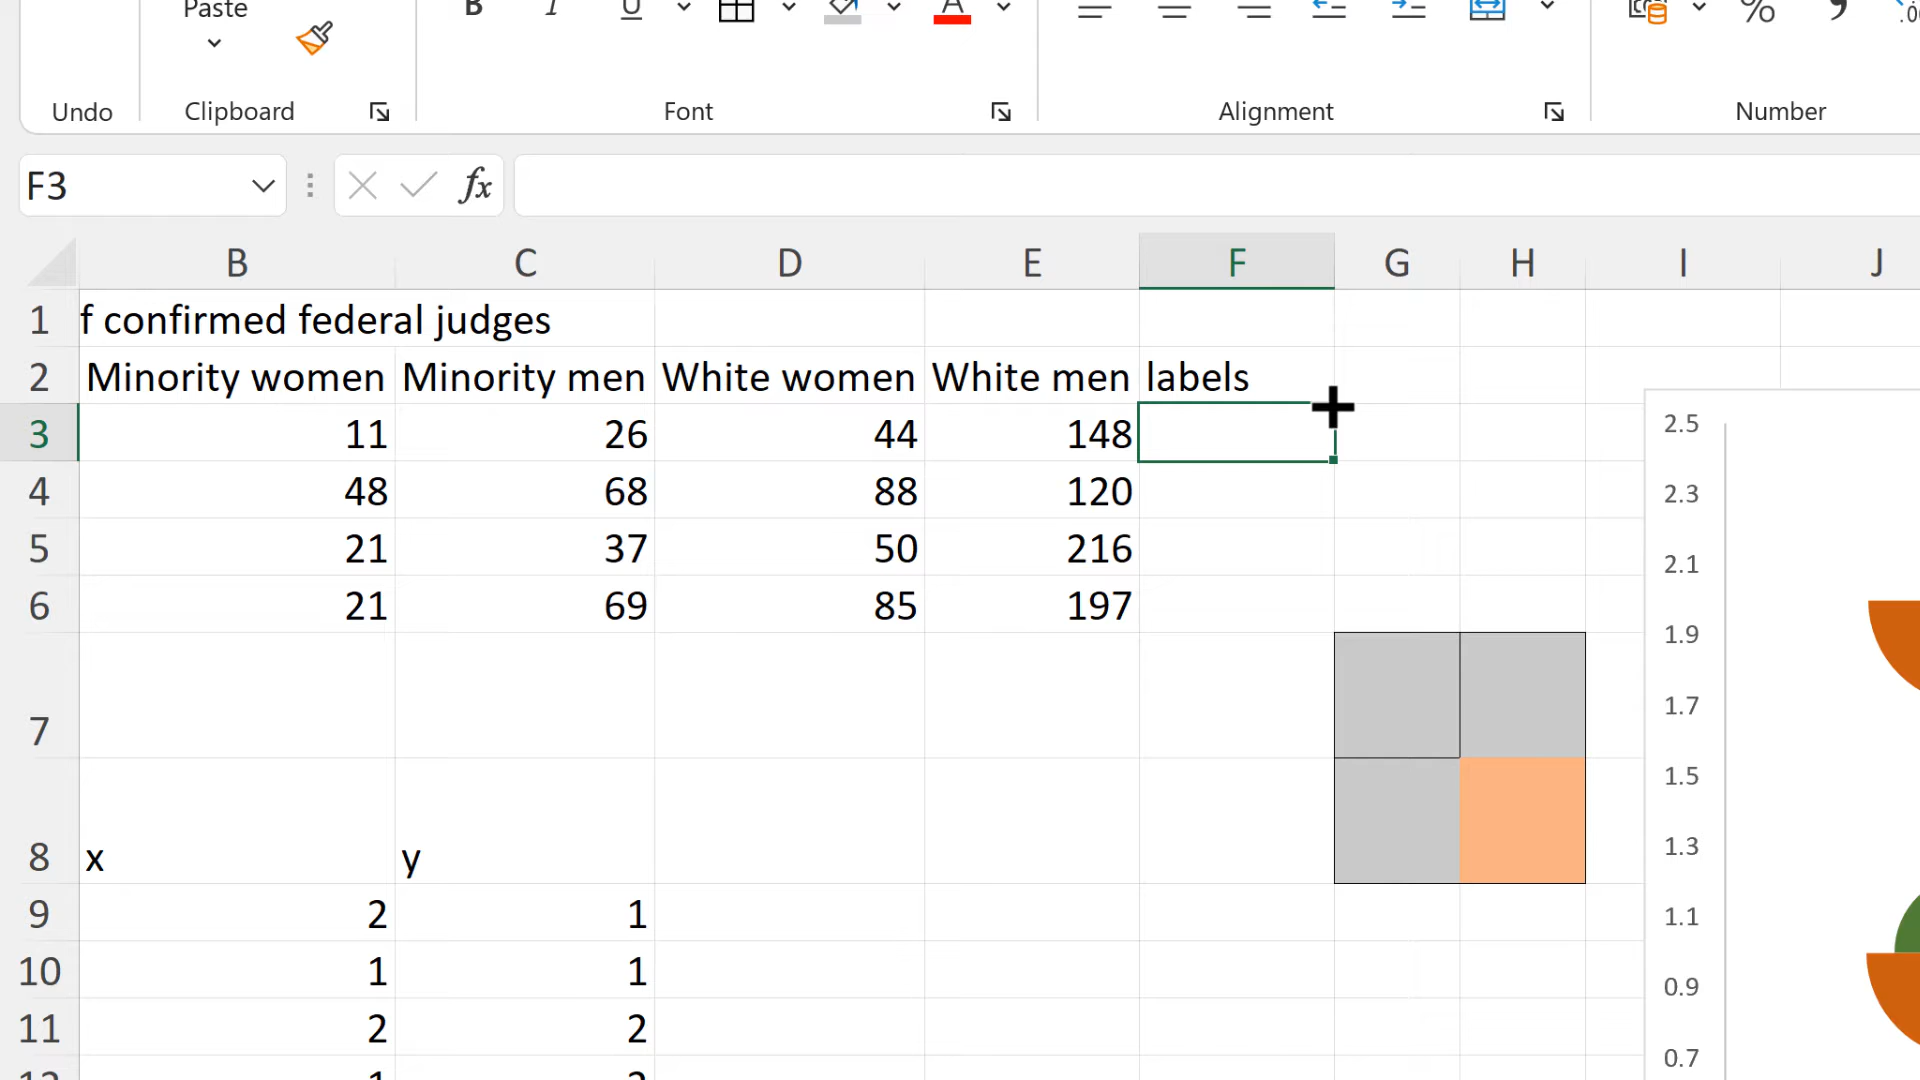 Paste
B I U A % .00
Undo Clipboard Font Alignment Number
F3 fx
B C D E F G H I J
1 f confirmed federal judges
2 Minority women Minority men White women White men labels
3 11 26 44 148
4 48 68 88 120
5 21 37 50 216
6 21 69 85 197
7
8 x y
9 2 1
10 1 1
11 2 2
2.5
2.3
2.1
1.9
1.7
1.5
1.3
1.1
0.9
0.7